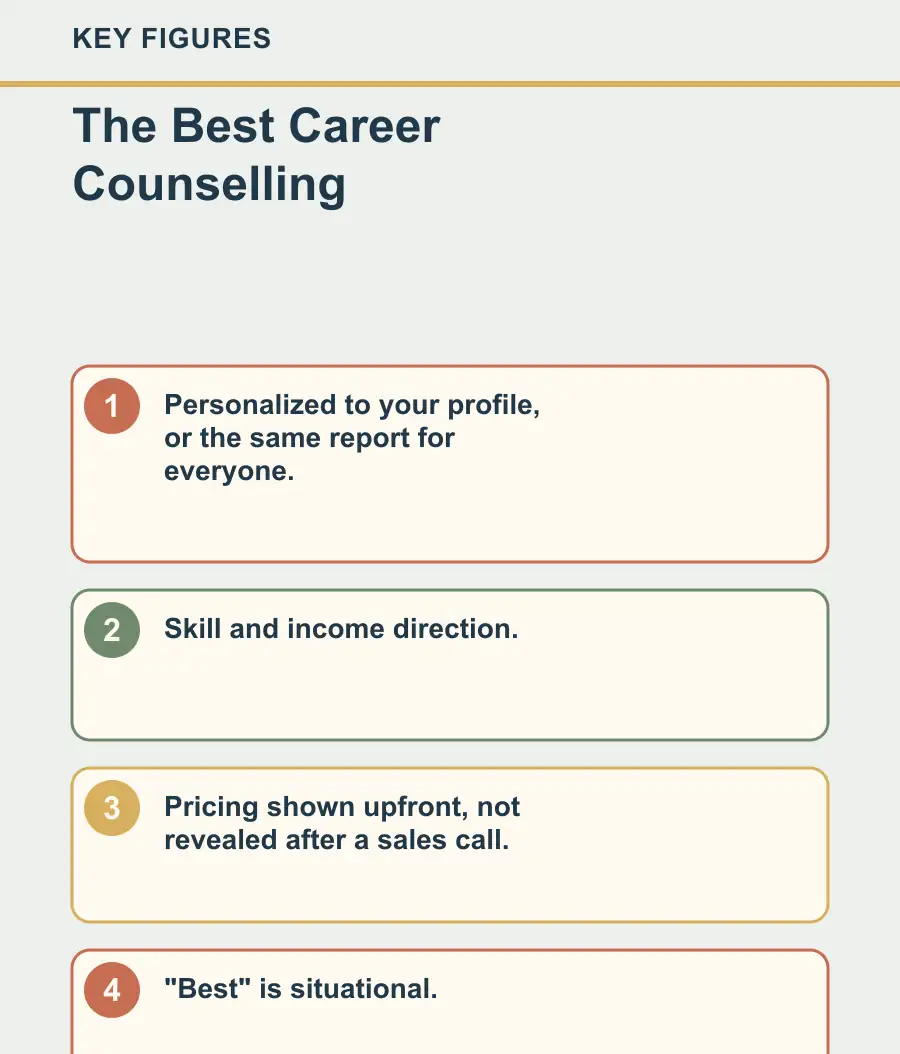 KEY FIGURES
The Best Career
Counselling
1
Personalized to your profile,
or the same report for
everyone.
2
Skill and income direction.
3
Pricing shown upfront, not
revealed after a sales call.
4
"Best" is situational.